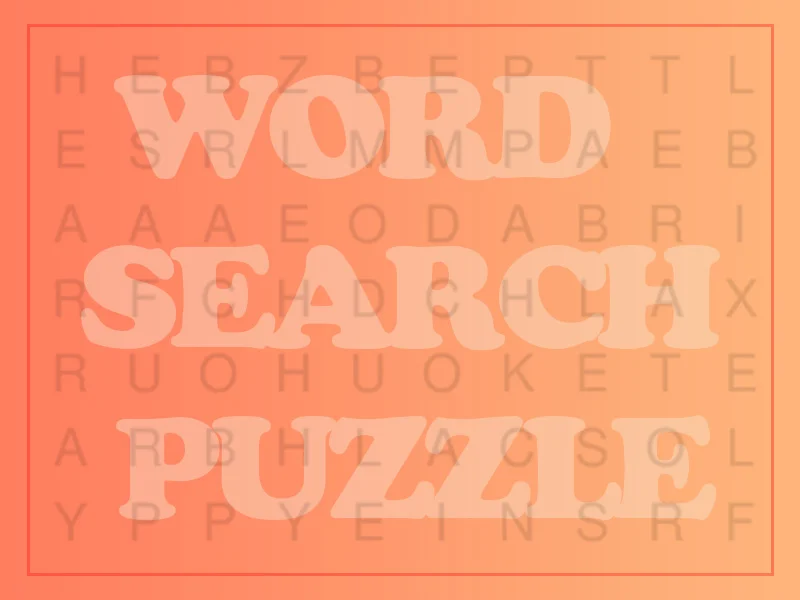 H E B Z B E P T T L
WORD
E S R L M M P A E B
A A A E O D A B R I
SEARCH
R F G H D C H L A X
R U O H U O K E T E
PUZZLE
A R B H L A C S O L
Y P P Y E I N S R F